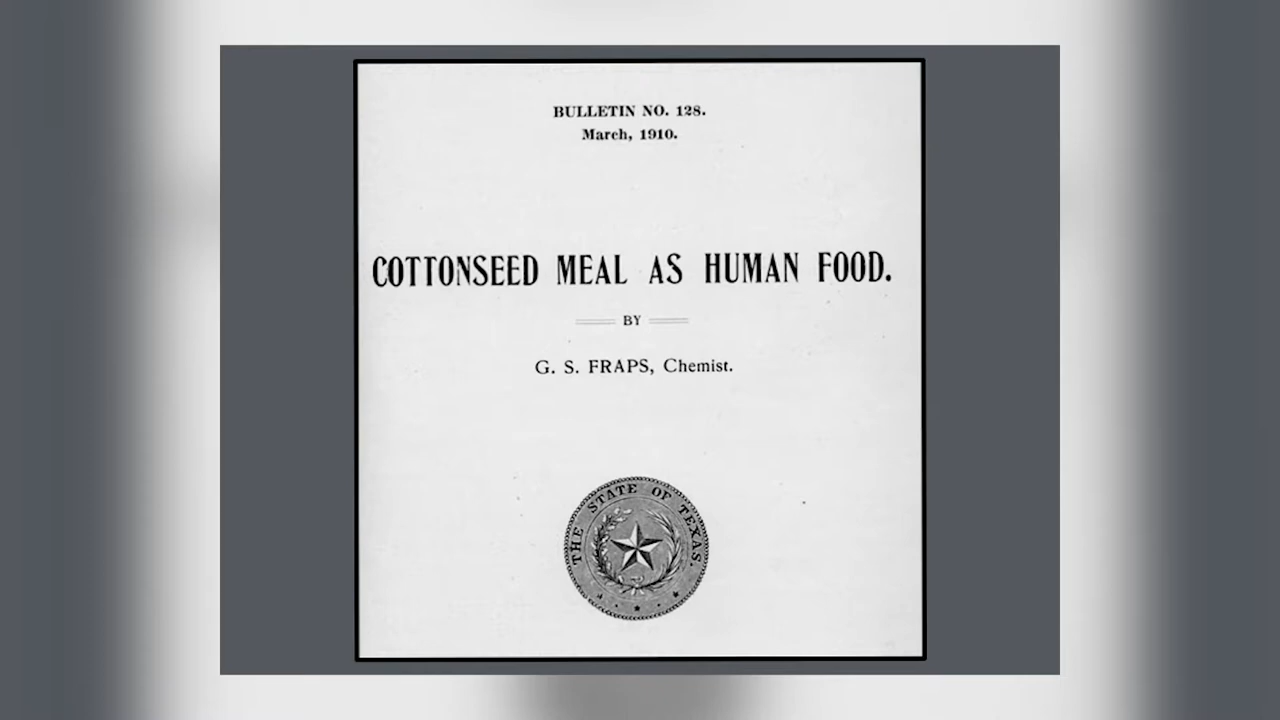 BULLETIN NO. 128.
March, 1910.
COTTONSEED MEAL AS HUMAN FOOD.
BY
G. S. FRAPS, Chemist.
THE STATE OF TEXAS.